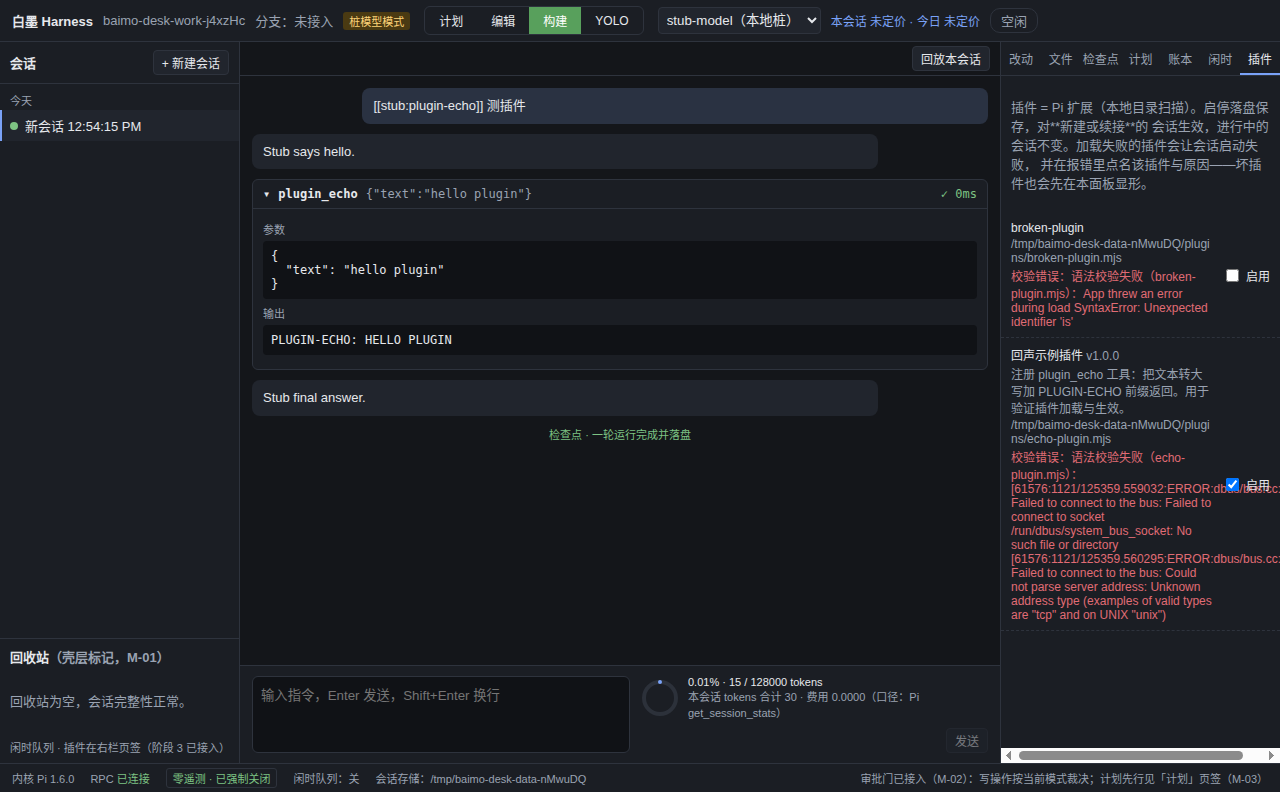 白墨 Harness baimo-desk-work-j4xzHc 分支：未接入 桩模型模式 计划 编辑 构建 YOLO stub-model（本地桩） 本会话 未定价 · 今日 未定价 空闲
会话 + 新建会话
今天
新会话 12:54:15 PM
回收站（壳层标记，M-01）
回收站为空，会话完整性正常。
闲时队列 · 插件在右栏页签（阶段 3 已接入）
回放本会话
[[stub:plugin-echo]] 测插件
Stub says hello.
▾ plugin_echo {"text":"hello plugin"} ✓ 0ms
参数
{
"text": "hello plugin"
}
输出
PLUGIN-ECHO: HELLO PLUGIN
Stub final answer.
检查点 · 一轮运行完成并落盘
输入指令，Enter 发送，Shift+Enter 换行
0.01% · 15 / 128000 tokens
本会话 tokens 合计 30 · 费用 0.0000（口径：Pi
get_session_stats）
发送
改动 文件 检查点 计划 账本 闲时 插件
插件 = Pi 扩展（本地目录扫描）。启停落盘保
存，对**新建或续接**的 会话生效，进行中的
会话不变。加载失败的插件会让会话启动失
败， 并在报错里点名该插件与原因——坏插
件也会先在本面板显形。
broken-plugin
/tmp/baimo-desk-data-nMwuDQ/plugi
ns/broken-plugin.mjs
校验错误：语法校验失败（broken-
plugin.mjs）：App threw an error
during load SyntaxError: Unexpected
identifier 'is'
启用
回声示例插件 v1.0.0
注册 plugin_echo 工具：把文本转大
写加 PLUGIN-ECHO 前缀返回。用于
验证插件加载与生效。
/tmp/baimo-desk-data-nMwuDQ/plugi
ns/echo-plugin.mjs
校验错误：语法校验失败（echo-
plugin.mjs）：
[61576:1121/125359.559032:ERROR:dbus/bus.cc:
Failed to connect to the bus: Failed to
connect to socket
/run/dbus/system_bus_socket: No
such file or directory
[61576:1121/125359.560295:ERROR:dbus/bus.cc:
Failed to connect to the bus: Could
not parse server address: Unknown
address type (examples of valid types
are "tcp" and on UNIX "unix")
启用
内核 Pi 1.6.0 RPC 已连接 零遥测 · 已强制关闭 闲时队列：关 会话存储：/tmp/baimo-desk-data-nMwuDQ 审批门已接入（M-02）：写操作按当前模式裁决；计划先行见「计划」页签（M-03）